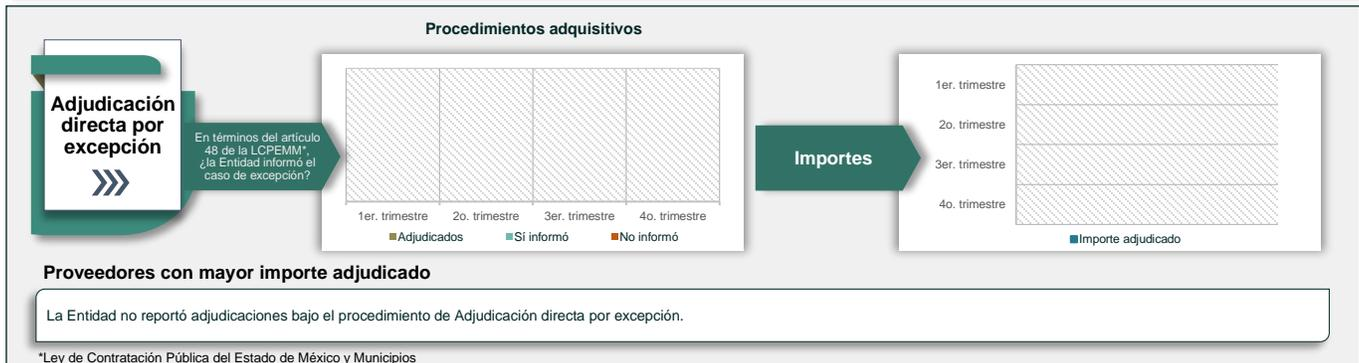 Procedimientos adquisitivos
Adjudicación
directa por
excepción
En términos del artículo
48 de la LCPEMM*,
¿la Entidad informó el
caso de excepción?
1er. trimestre
2o. trimestre
3er. trimestre
4o. trimestre
Adjudicados
Sí informó
No informó
Importes
1er. trimestre
2o. trimestre
3er. trimestre
4o. trimestre
Importe adjudicado
Proveedores con mayor importe adjudicado
La Entidad no reportó adjudicaciones bajo el procedimiento de Adjudicación directa por excepción.
*Ley de Contratación Pública del Estado de México y Municipios